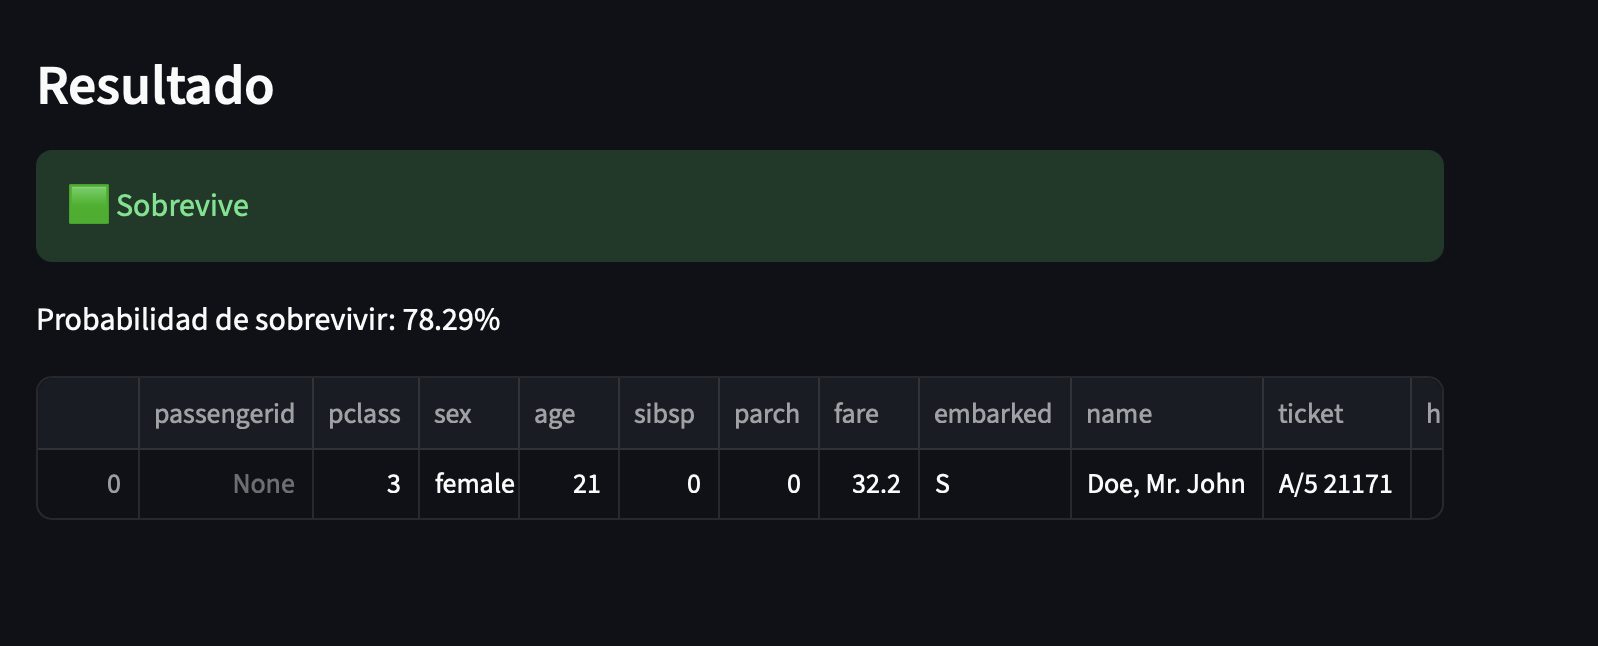 Resultado
Sobrevive
Probabilidad de sobrevivir: 78.29%
passengerid pclass sex age sibsp parch fare embarked name ticket h
0 None 3 female 21 0 0 32.2 S Doe, Mr. John A/5 21171